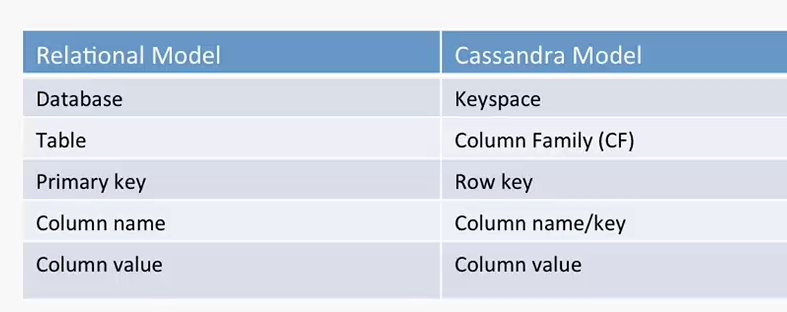 Relational Model Cassandra Model
Database Keyspace
Table Column Family (CF)
Primary key Row key
Column name Column name/key
Column value Column value